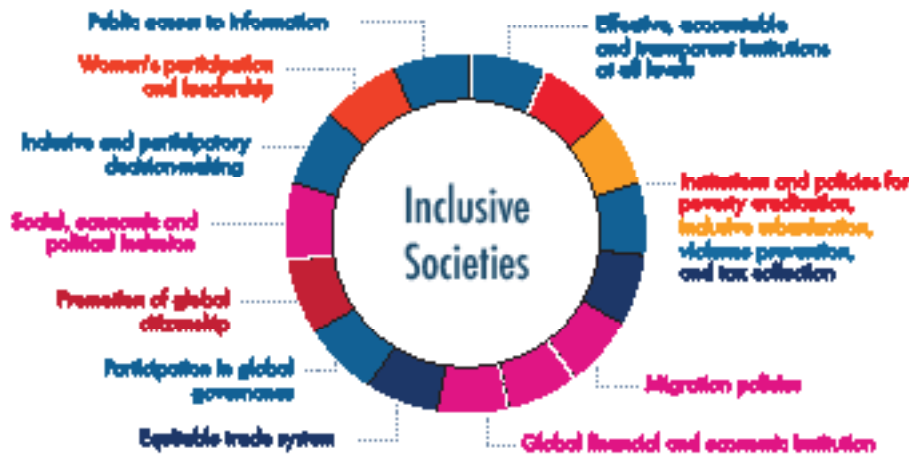 Public access to information
Effective, accountable
and transparent institutions
at all levels
Women's participation
and leadership
Inclusive and participatory
decision-making
Institutions and policies for
poverty eradication,
inclusive urbanization,
violence prevention,
and tax collection
Inclusive
Societies
Social, economic and
political inclusion
Promotion of global
citizenship
Participation in global
governance
Migration policies
Equitable trade system
Global financial and economic institution